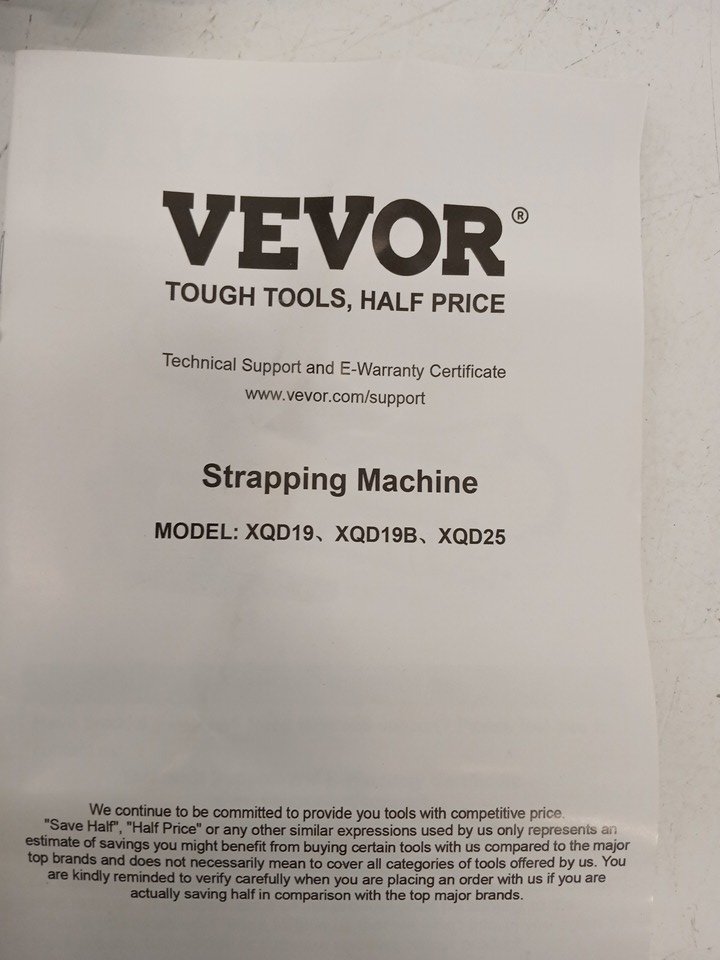 VEVOR®
TOUGH TOOLS, HALF PRICE
Technical Support and E-Warranty Certificate
www.vevor.com/support
Strapping Machine
MODEL: XQD19、XQD19B、XQD25
We continue to be committed to provide you tools with competitive price.
"Save Half", "Half Price" or any other similar expressions used by us only represents an
estimate of savings you might benefit from buying certain tools with us compared to the major
top brands and does not necessarily mean to cover all categories of tools offered by us. You
are kindly reminded to verify carefully when you are placing an order with us if you are
actually saving half in comparison with the top major brands.